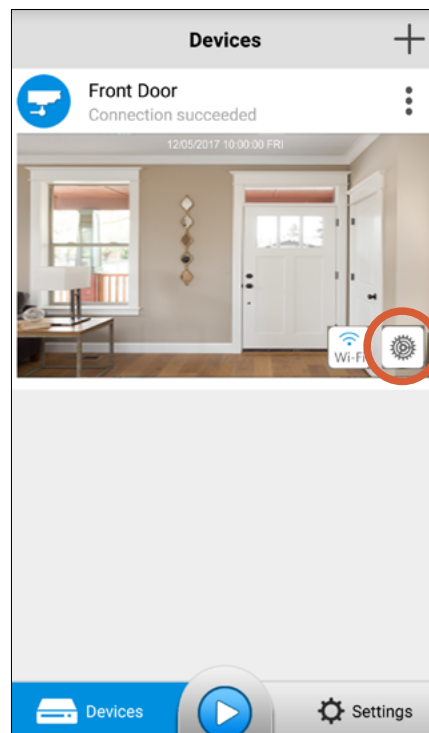 Devices
Front Door
Connection succeeded
12/05/2017 10:00:00 FRI
Wi-Fi
Devices
Settings